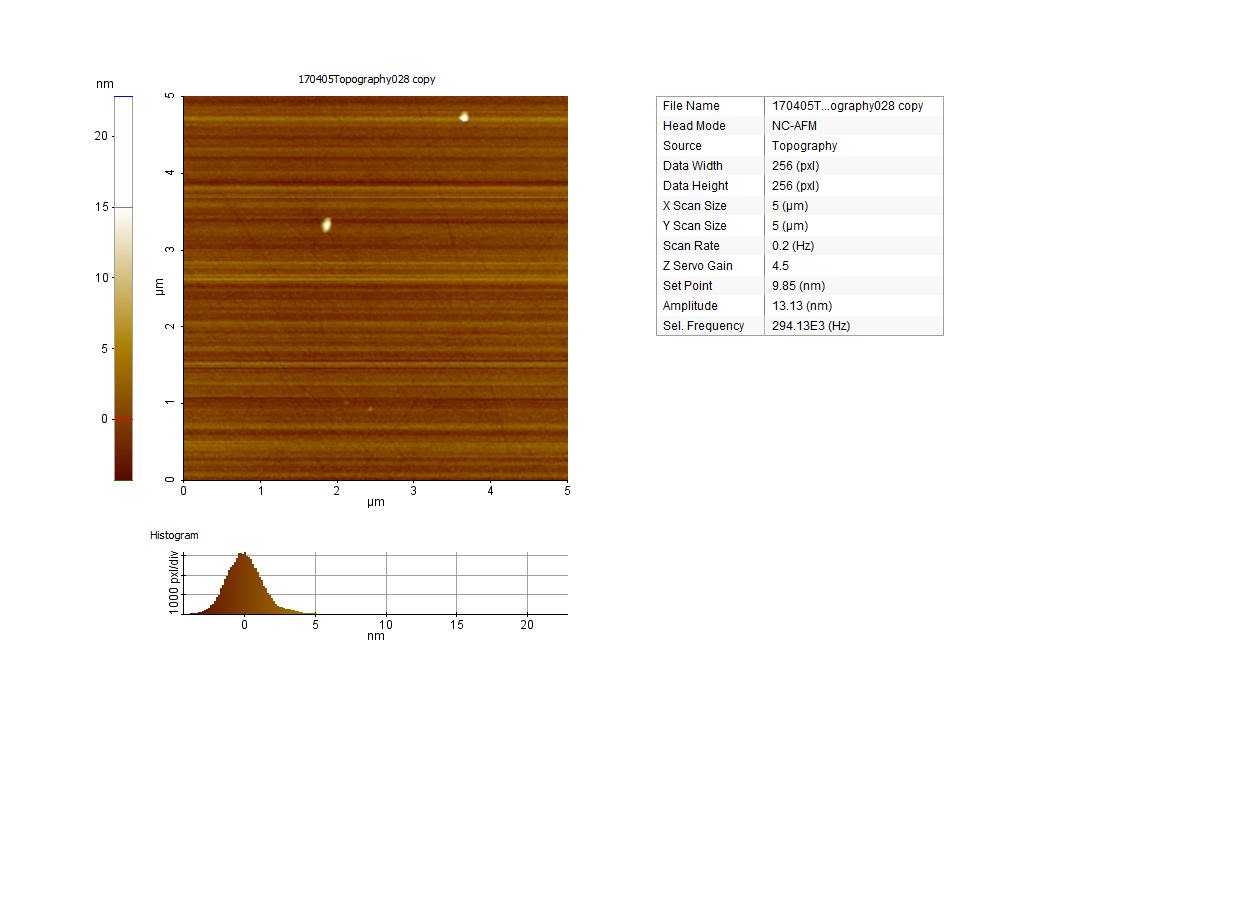 170405Topography028 copy
nm
20
15
10
5
0
µm
5
4
3
2
1
0
0 1 2 3 4 5
µm
File Name 170405T...ography028 copy
Head Mode NC-AFM
Source Topography
Data Width 256 (pxl)
Data Height 256 (pxl)
X Scan Size 5 (µm)
Y Scan Size 5 (µm)
Scan Rate 0.2 (Hz)
Z Servo Gain 4.5
Set Point 9.85 (nm)
Amplitude 13.13 (nm)
Sel. Frequency 294.13E3 (Hz)
Histogram
1000 pxl/div
0 5 10 15 20
nm